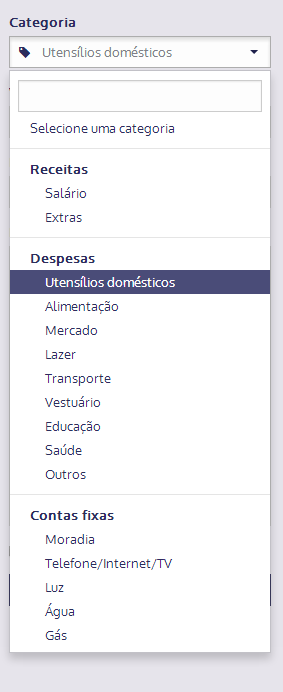 Categoria
Utensílios domésticos
Selecione uma categoria
Receitas
Salário
Extras
Despesas
Utensílios domésticos
Alimentação
Mercado
Lazer
Transporte
Vestuário
Educação
Saúde
Outros
Contas fixas
Moradia
Telefone/Internet/TV
Luz
Água
Gás